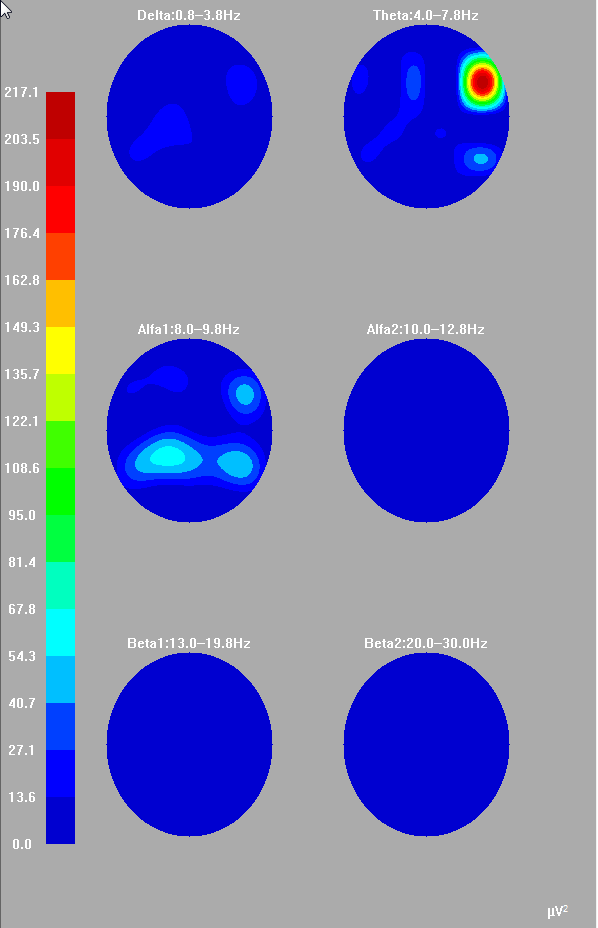 Delta:0.8–3.8Hz
Theta:4.0–7.8Hz
217.1
203.5
190.0
176.4
162.8
149.3
135.7
122.1
108.6
95.0
81.4
67.8
54.3
40.7
27.1
13.6
0.0
Alfa1:8.0–9.8Hz
Alfa2:10.0–12.8Hz
Beta1:13.0–19.8Hz
Beta2:20.0–30.0Hz
µV²